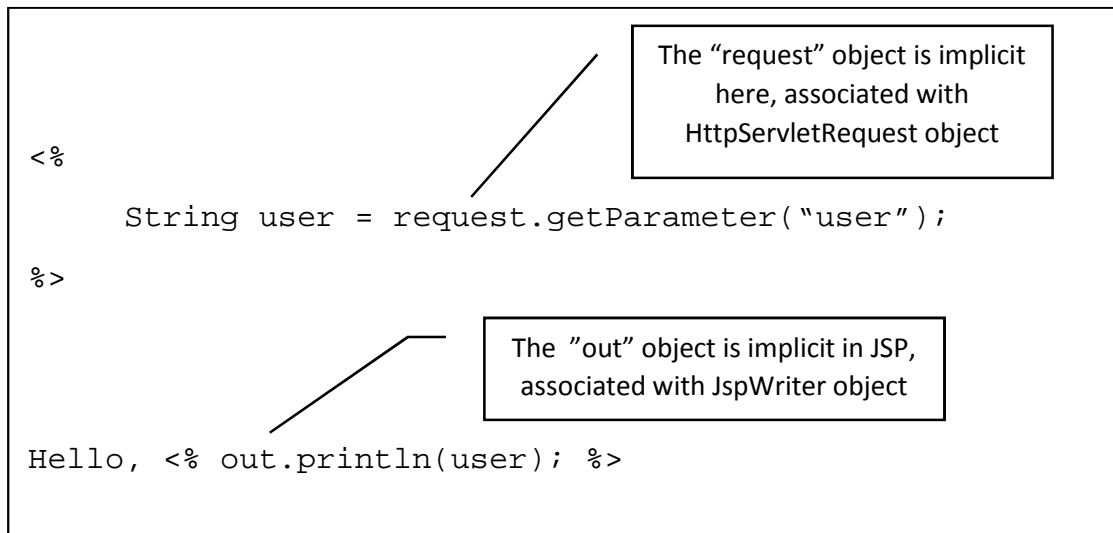 The “request” object is implicit
here, associated with
HttpServletRequest object
<%
String user = request.getParameter(“user”);
%>
The ”out” object is implicit in JSP,
associated with JspWriter object
Hello, <% out.println(user); %>